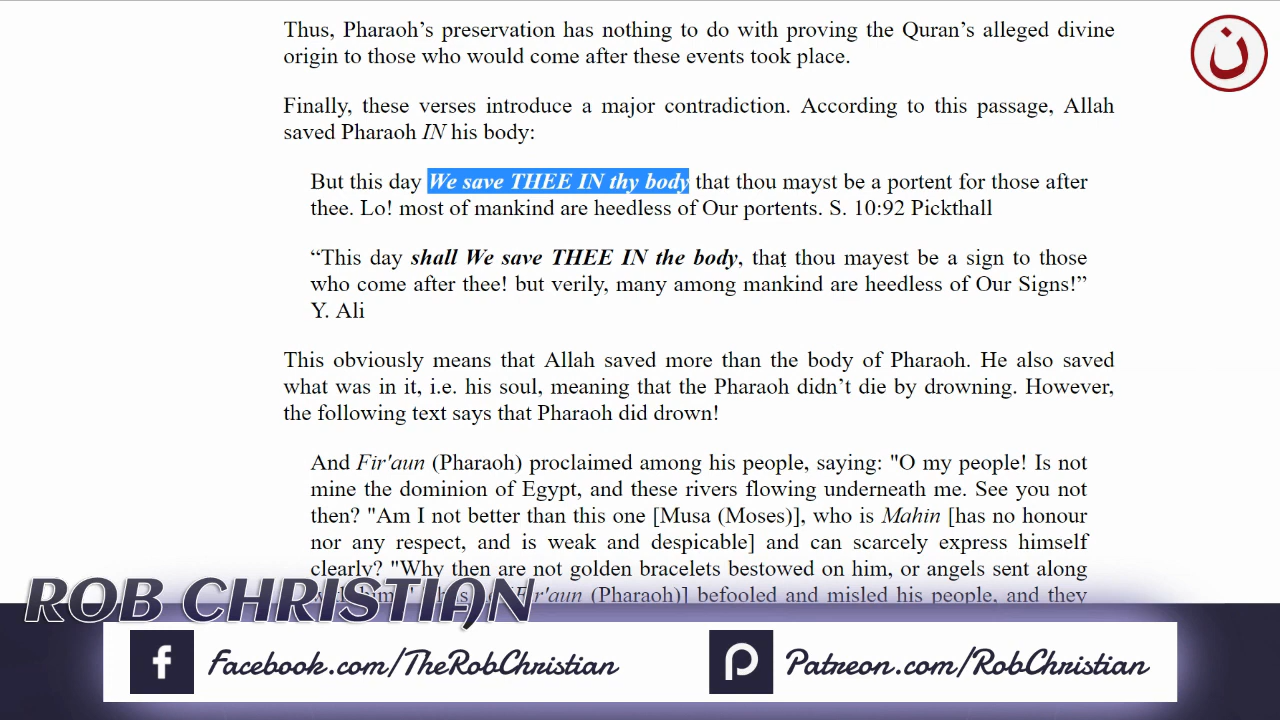 Thus, Pharaoh’s preservation has nothing to do with proving the Quran’s alleged divine
origin to those who would come after these events took place.
Finally, these verses introduce a major contradiction. According to this passage, Allah
saved Pharaoh IN his body:
But this day We save THEE IN thy body that thou mayst be a portent for those after
thee. Lo! most of mankind are heedless of Our portents. S. 10:92 Pickthall
“This day shall We save THEE IN the body, that thou mayest be a sign to those
who come after thee! but verily, many among mankind are heedless of Our Signs!”
Y. Ali
This obviously means that Allah saved more than the body of Pharaoh. He also saved
what was in it, i.e. his soul, meaning that the Pharaoh didn’t die by drowning. However,
the following text says that Pharaoh did drown!
And Fir'aun (Pharaoh) proclaimed among his people, saying: "O my people! Is not
mine the dominion of Egypt, and these rivers flowing underneath me. See you not
then? "Am I not better than this one [Musa (Moses)], who is Mahin [has no honour
nor any respect, and is weak and despicable] and can scarcely express himself
clearly? "Why then are not golden bracelets bestowed on him, or angels sent along
(Pharaoh)] befooled and misled his people, and they
ن
ROB CHRISTIAN
f Facebook.com/TheRobChristian
Patreon.com/RobChristian